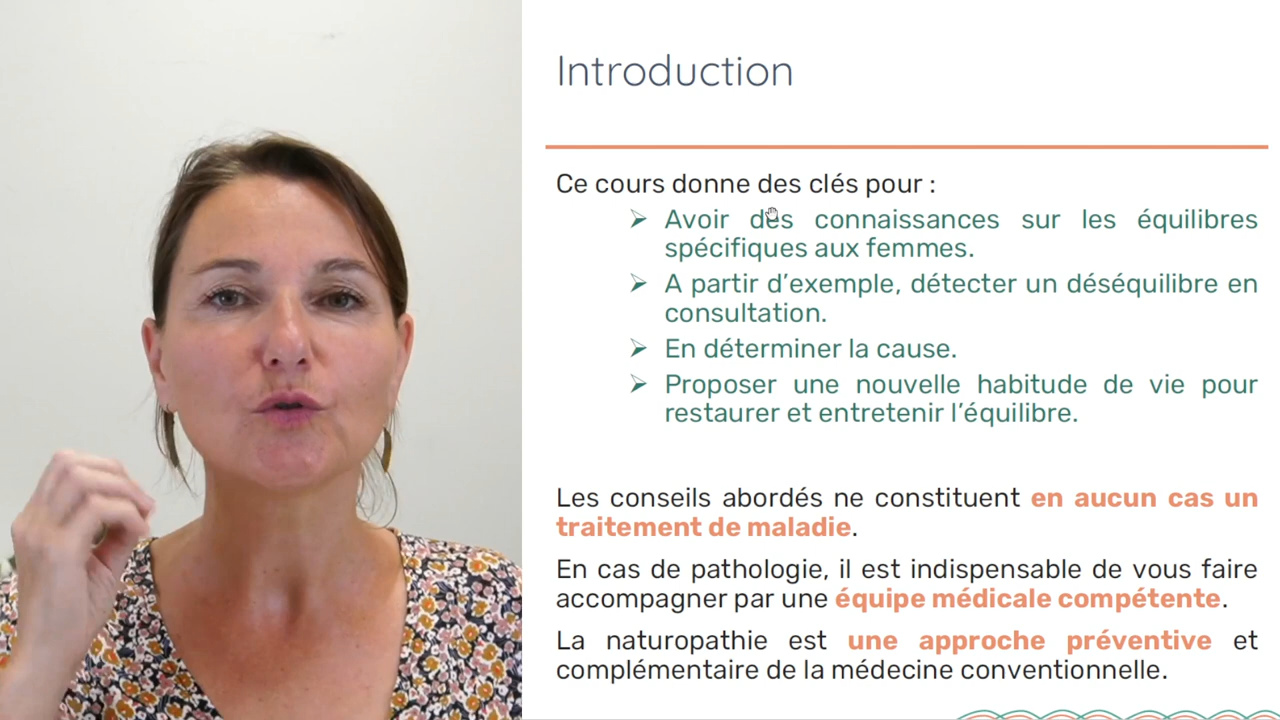 Introduction
Ce cours donne des clés pour :
Avoir des connaissances sur les équilibres
spécifiques aux femmes.
A partir d’exemple, détecter un déséquilibre en
consultation.
En déterminer la cause.
Proposer une nouvelle habitude de vie pour
restaurer et entretenir l’équilibre.
Les conseils abordés ne constituent en aucun cas un
traitement de maladie.
En cas de pathologie, il est indispensable de vous faire
accompagner par une équipe médicale compétente.
La naturopathie est une approche préventive et
complémentaire de la médecine conventionnelle.